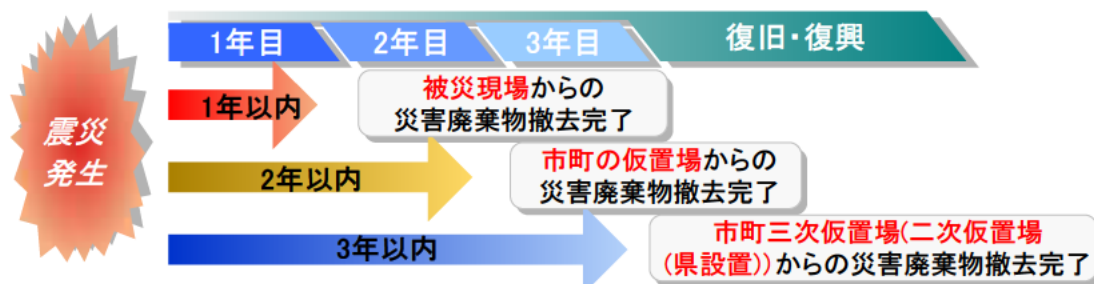 1年目
2年目
3年目
復旧・復興
震災
発生
1年以内
被災現場からの
災害廃棄物撤去完了
2年以内
市町の仮置場からの
災害廃棄物撤去完了
3年以内
市町三次仮置場(二次仮置場
(県設置))からの災害廃棄物撤去完了